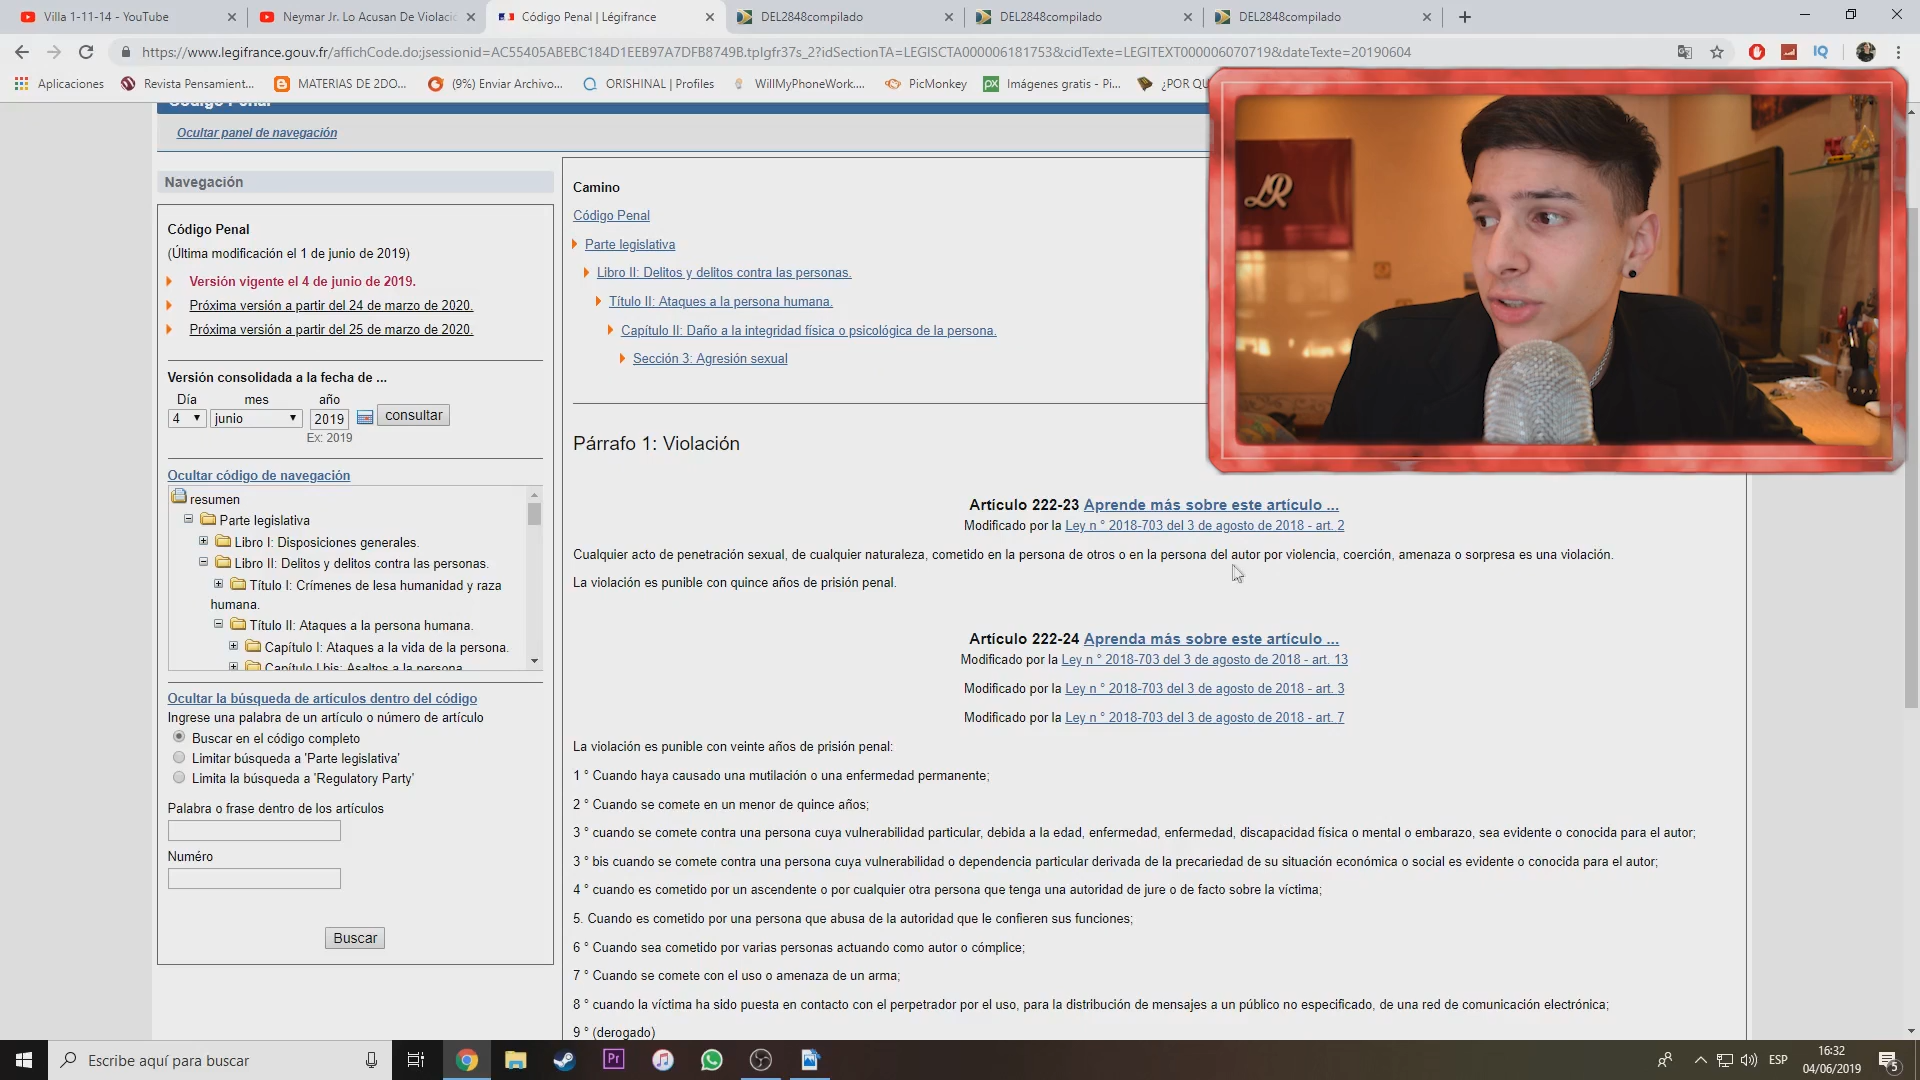 Villa 1-11-14 - YouTube
Neymar Jr. Lo Acusan De Violació
Código Penal | Légifrance
DEL2848compilado
DEL2848compilado
DEL2848compilado
https://www.legifrance.gouv.fr/affichCode.do;jsessionid=AC55405ABEBC184D1EEB97A7DFB8749B.tplgfr37s_2?idSectionTA=LEGISCTA000006181753&cidTexte=LEGITEXT000006070719&dateTexte=20190604
Aplicaciones
Revista Pensamient...
MATERIAS DE 2DO...
(9%) Enviar Archivo...
ORISHINAL | Profiles
WillMyPhoneWork....
PicMonkey
px
Imágenes gratis - Pi...
¿POR QU
IQ
Código Penal
Ocultar panel de navegación
Navegación
Código Penal
(Última modificación el 1 de junio de 2019)
Versión vigente el 4 de junio de 2019.
Próxima versión a partir del 24 de marzo de 2020.
Próxima versión a partir del 25 de marzo de 2020.
Versión consolidada a la fecha de ...
Día mes año
4 junio 2019 consultar
Ex: 2019
Ocultar código de navegación
resumen
Parte legislativa
Libro I: Disposiciones generales.
Libro II: Delitos y delitos contra las personas.
Título I: Crímenes de lesa humanidad y raza
humana.
Título II: Ataques a la persona humana.
Capítulo I: Ataques a la vida de la persona.
Capítulo I bis: Asaltos a la persona
Ocultar la búsqueda de artículos dentro del código
Ingrese una palabra de un artículo o número de artículo
Buscar en el código completo
Limitar búsqueda a 'Parte legislativa'
Limita la búsqueda a 'Regulatory Party'
Palabra o frase dentro de los artículos
Numéro
Buscar
Camino
Código Penal
Parte legislativa
Libro II: Delitos y delitos contra las personas.
Título II: Ataques a la persona humana.
Capítulo II: Daño a la integridad física o psicológica de la persona.
Sección 3: Agresión sexual
Párrafo 1: Violación
Artículo 222-23 Aprende más sobre este artículo ...
Modificado por la Ley n ° 2018-703 del 3 de agosto de 2018 - art. 2
Cualquier acto de penetración sexual, de cualquier naturaleza, cometido en la persona de otros o en la persona del autor por violencia, coerción, amenaza o sorpresa es una violación.
La violación es punible con quince años de prisión penal.
Artículo 222-24 Aprenda más sobre este artículo ...
Modificado por la Ley n ° 2018-703 del 3 de agosto de 2018 - art. 13
Modificado por la Ley n ° 2018-703 del 3 de agosto de 2018 - art. 3
Modificado por la Ley n ° 2018-703 del 3 de agosto de 2018 - art. 7
La violación es punible con veinte años de prisión penal:
1 ° Cuando haya causado una mutilación o una enfermedad permanente;
2 ° Cuando se comete en un menor de quince años;
3 ° cuando se comete contra una persona cuya vulnerabilidad particular, debida a la edad, enfermedad, enfermedad, discapacidad física o mental o embarazo, sea evidente o conocida para el autor;
3 ° bis cuando se comete contra una persona cuya vulnerabilidad o dependencia particular derivada de la precariedad de su situación económica o social es evidente o conocida para el autor;
4 ° cuando es cometido por un ascendente o por cualquier otra persona que tenga una autoridad de jure o de facto sobre la víctima;
5. Cuando es cometido por una persona que abusa de la autoridad que le confieren sus funciones;
6 ° Cuando sea cometido por varias personas actuando como autor o cómplice;
7 ° Cuando se comete con el uso o amenaza de un arma;
8 ° cuando la víctima ha sido puesta en contacto con el perpetrador por el uso, para la distribución de mensajes a un público no especificado, de una red de comunicación electrónica;
9 ° (derogado)
Escribe aquí para buscar
Pr
ESP
16:32
04/06/2019
5